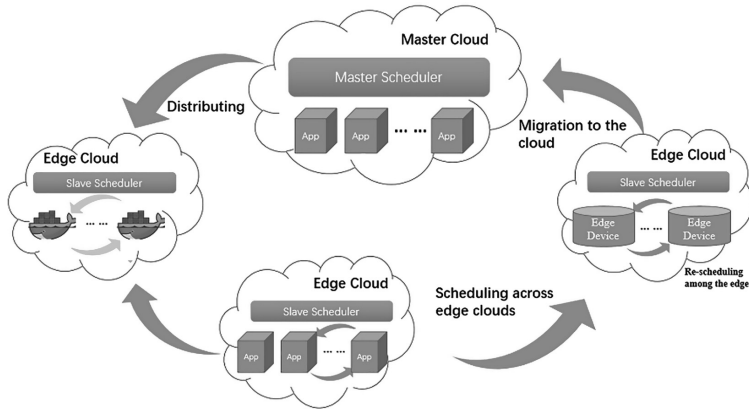 Master Cloud
Master Scheduler
App
App
... ...
App
Distributing
Migration to the
cloud
Edge Cloud
Slave Scheduler
... ...
Edge Cloud
Slave Scheduler
Edge
Device
... ...
Edge
Device
Re-scheduling
among the edge
Edge Cloud
Slave Scheduler
App
App
... ...
App
Scheduling across
edge clouds